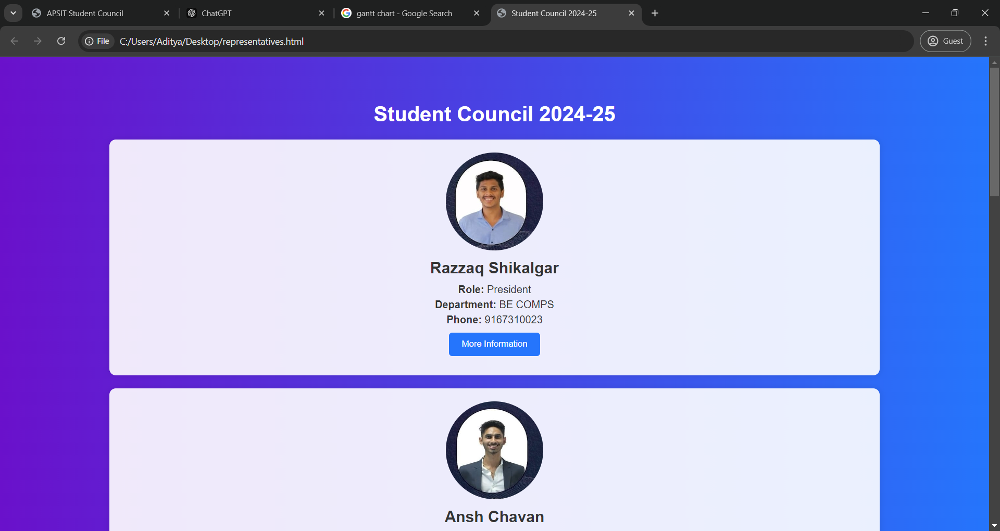 APSIT Student Council
ChatGPT
gantt chart - Google Search
Student Council 2024-25
File
C:/Users/Aditya/Desktop/representatives.html
Guest
Student Council 2024-25
Razzaq Shikalgar
Role: President
Department: BE COMPS
Phone: 9167310023
More Information
Ansh Chavan